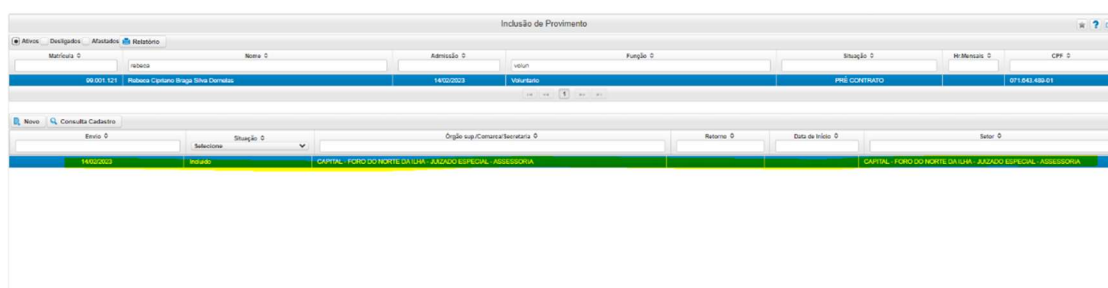 Inclusão de Provimento
Ativos Desligados Afastados Relatório
Matrícula Nome Admissão Função Situação Hr.Mensais CPF
rebeca volun
99.001.121 Rebeca Cipriano Braga Silva Dornelas 14/02/2023 Voluntario PRÉ CONTRATO 071.643.489-01
1
Novo Consulta Cadastro
Envio Situação Órgão sup./Comarca/Secretaria Retorno Data de Início Setor
Selecione
14/02/2023 Incluído CAPITAL - FORO DO NORTE DA ILHA - JUIZADO ESPECIAL - ASSESSORIA CAPITAL - FORO DO NORTE DA ILHA - JUIZADO ESPECIAL - ASSESSORIA